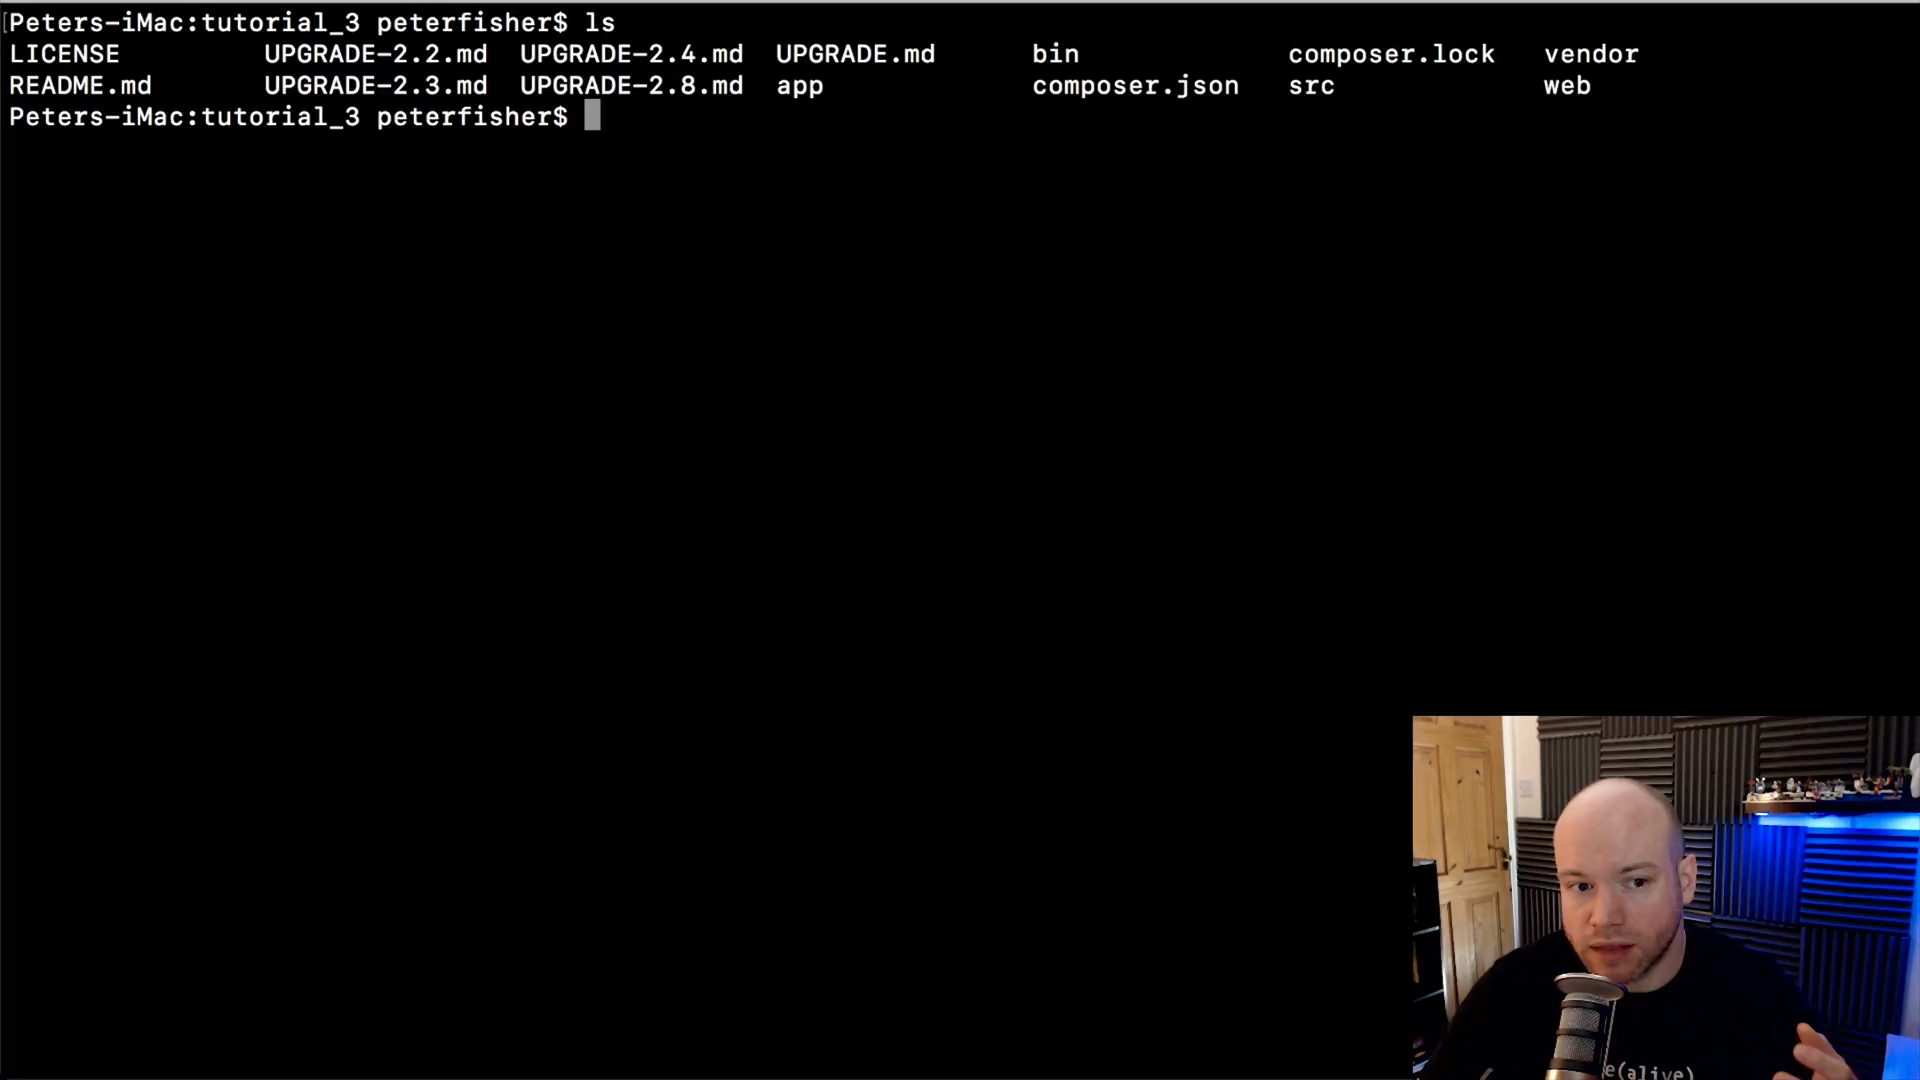 Peters-iMac:tutorial_3 peterfisher$ ls
LICENSE UPGRADE-2.2.md UPGRADE-2.4.md UPGRADE.md bin composer.lock vendor
README.md UPGRADE-2.3.md UPGRADE-2.8.md app composer.json src web
Peters-iMac:tutorial_3 peterfisher$
e(alive)